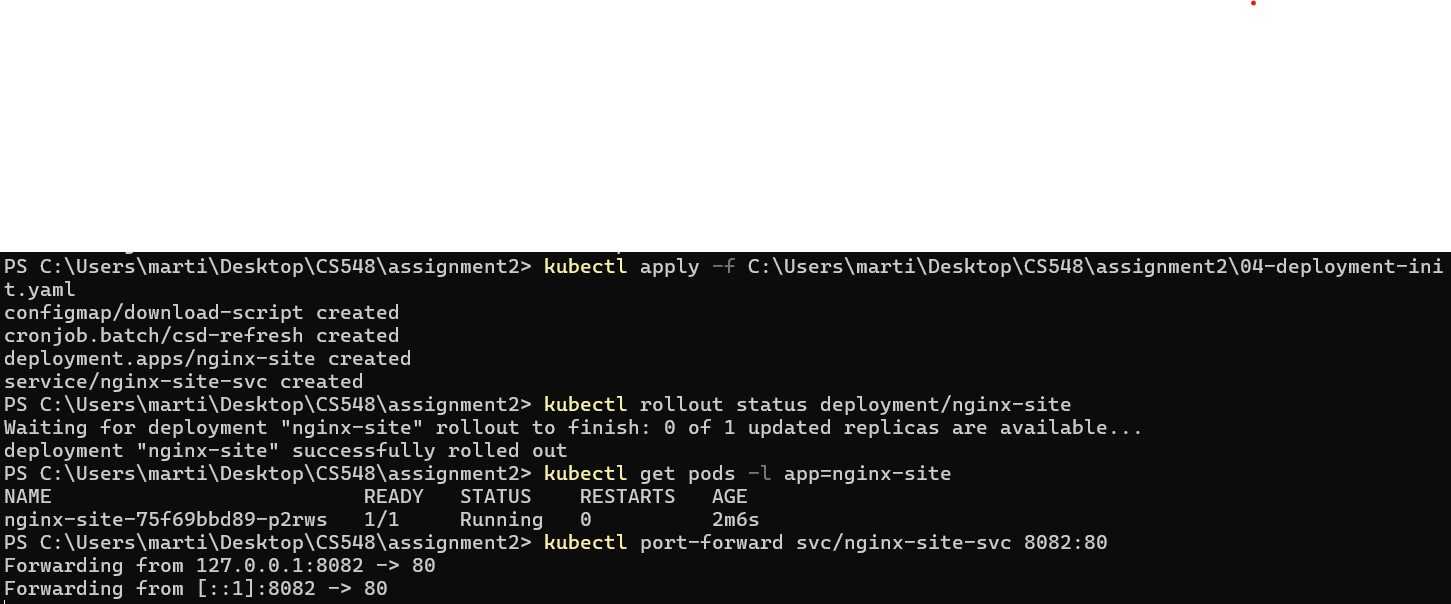 PS C:\Users\marti\Desktop\CS548\assignment2> kubectl apply -f C:\Users\marti\Desktop\CS548\assignment2\04-deployment-ini
t.yaml
configmap/download-script created
cronjob.batch/csd-refresh created
deployment.apps/nginx-site created
service/nginx-site-svc created
PS C:\Users\marti\Desktop\CS548\assignment2> kubectl rollout status deployment/nginx-site
Waiting for deployment "nginx-site" rollout to finish: 0 of 1 updated replicas are available...
deployment "nginx-site" successfully rolled out
PS C:\Users\marti\Desktop\CS548\assignment2> kubectl get pods -l app=nginx-site
NAME                          READY   STATUS    RESTARTS   AGE
nginx-site-75f69bbd89-p2rws   1/1     Running   0          2m6s
PS C:\Users\marti\Desktop\CS548\assignment2> kubectl port-forward svc/nginx-site-svc 8082:80
Forwarding from 127.0.0.1:8082 -> 80
Forwarding from [::1]:8082 -> 80